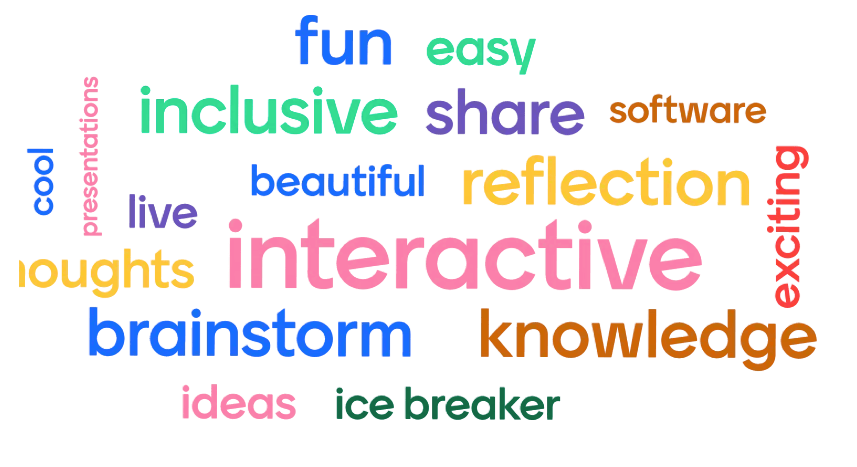 fun
easy
inclusive
share
software
presentations
cool
beautiful
reflection
exciting
live
interactive
houghts
brainstorm
knowledge
ideas
ice breaker